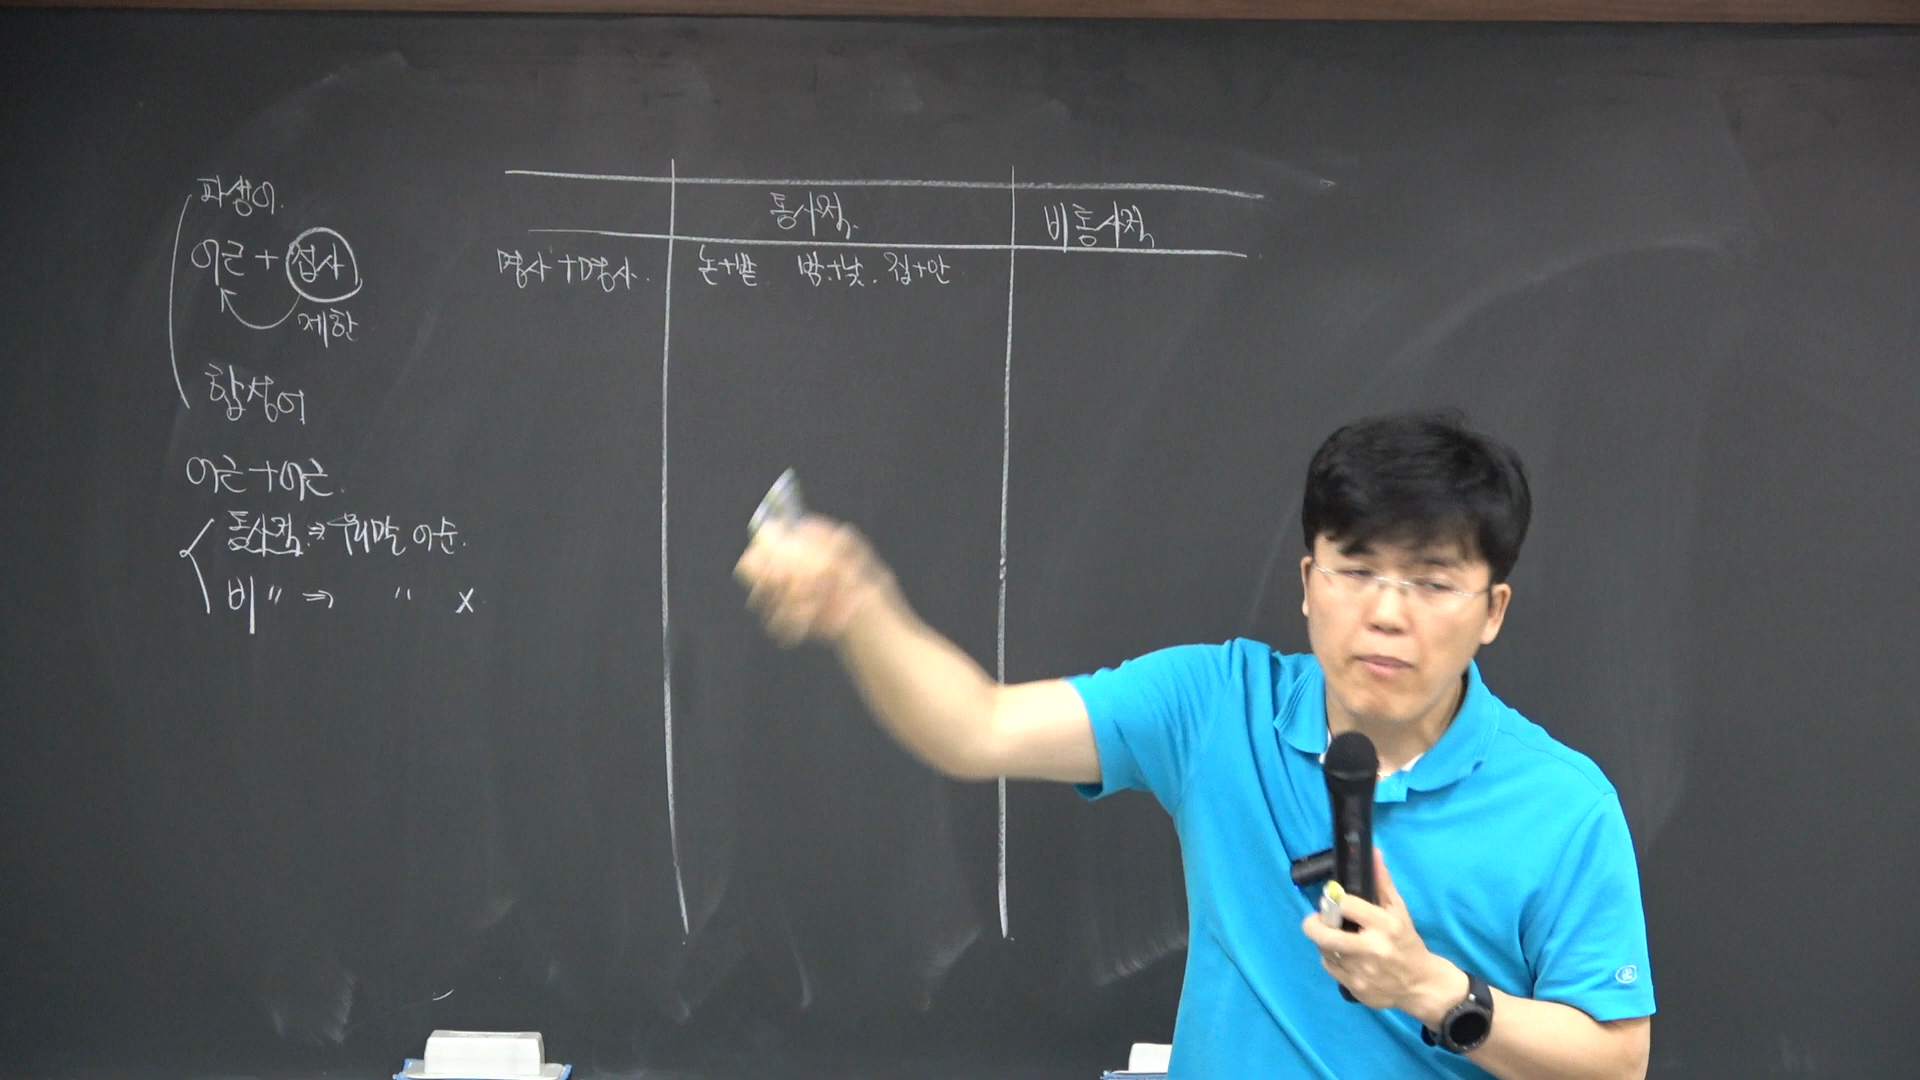 파생어.
어근 + 접사
제한
합성어
어근 + 어근.
통사적 ⇒ 우리말 어순.
비 〃 ⇒ 〃 x
통사적. 비통사적
명사 + 명사. 논+밭 밤+낮. 집+안